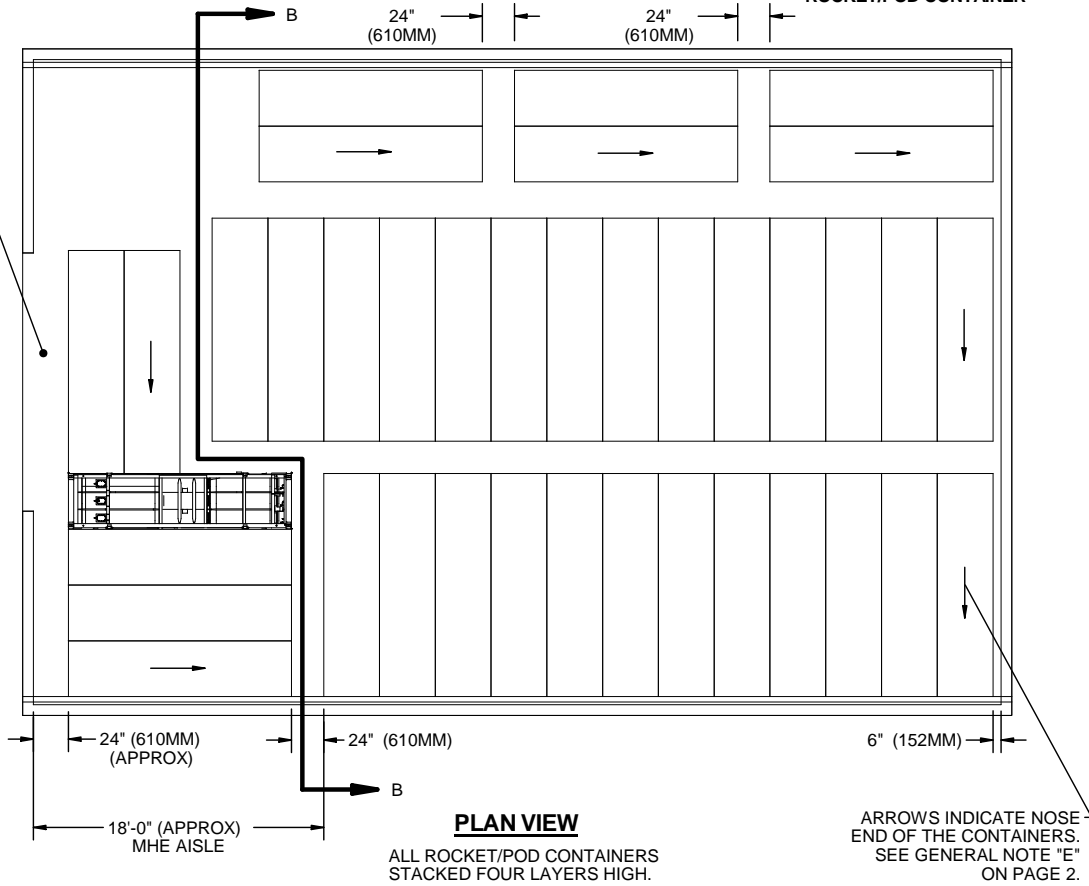 ROCKET/POD CONTAINER
B
24"
(610MM)
24"
(610MM)
24" (610MM)
(APPROX)
24" (610MM)
6" (152MM)
B
18'-0" (APPROX)
MHE AISLE
PLAN VIEW
ALL ROCKET/POD CONTAINERS
STACKED FOUR LAYERS HIGH.
ARROWS INDICATE NOSE
END OF THE CONTAINERS.
SEE GENERAL NOTE "E"
ON PAGE 2.